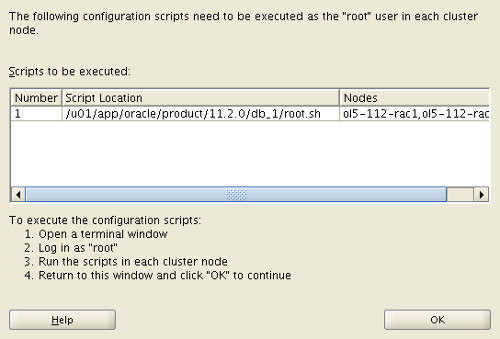 The following configuration scripts need to be executed as the "root" user in each cluster
node.
Scripts to be executed:
Number Script Location Nodes
1 /u01/app/oracle/product/11.2.0/db_1/root.sh ol5-112-rac1,ol5-112-rac
To execute the configuration scripts:
1. Open a terminal window
2. Log in as "root"
3. Run the scripts in each cluster node
4. Return to this window and click "OK" to continue
Help OK